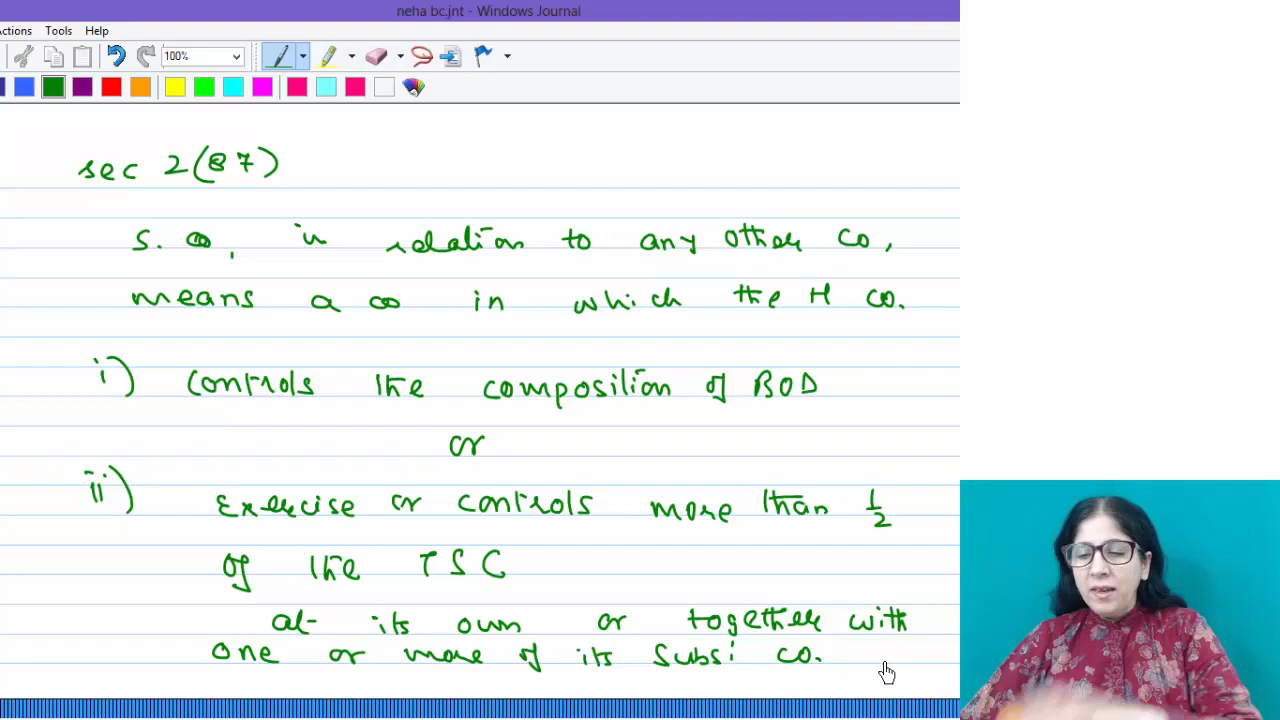 neha bc.jnt - Windows Journal
Actions Tools Help
100%
sec 2(87)
S. co, in relation to any other co,
means a co in which the H co.
i) controls the composition of BOD
or
ii) Exercise or controls more than 1/2
of the TSC
at its own or together with
one or more of its Subsi co.